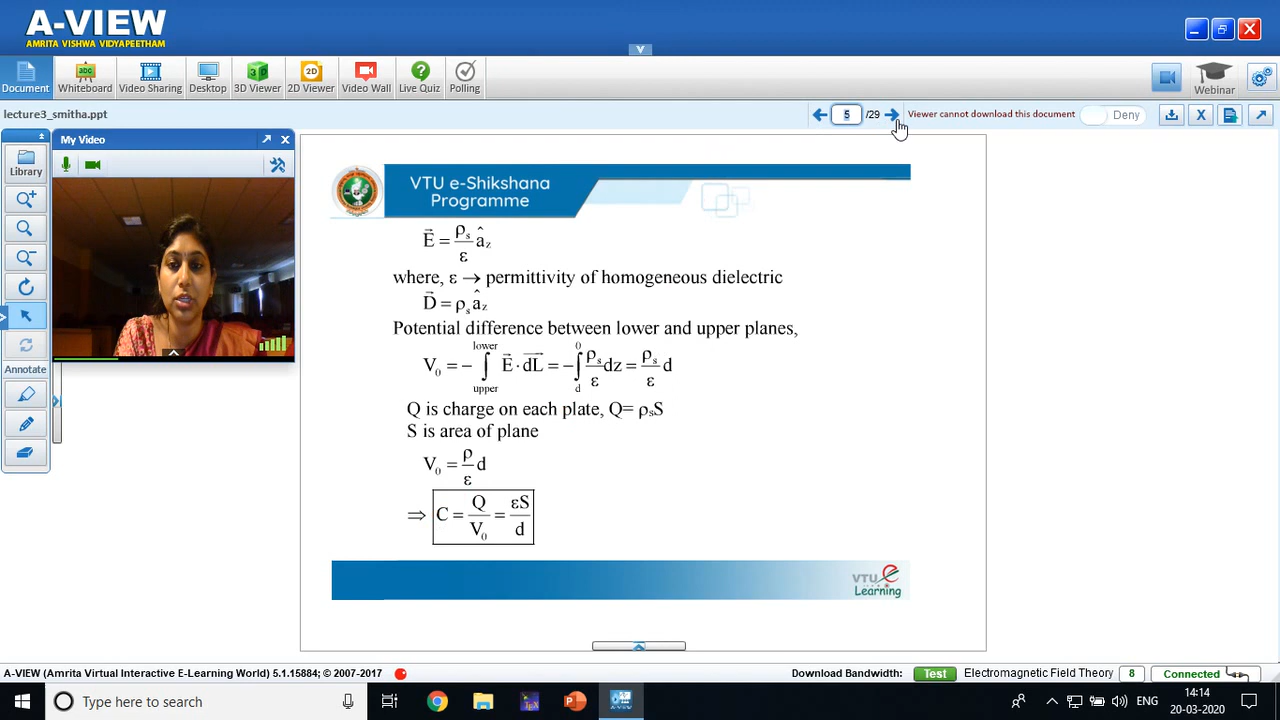 A-VIEW
AMRITA VISHWA VIDYAPEETHAM
Document
abc
Whiteboard
Video Sharing
Desktop
3D
3D Viewer
2D
2D Viewer
Video Wall
Live Quiz
Polling
Webinar
lecture3_smitha.ppt
5 /29
Viewer cannot download this document
Deny
X
My Video
Library
Annotate
VTU e-Shikshana
Programme
E⃗ = ρₛ/ε âz
where, ε → permittivity of homogeneous dielectric
D⃗ = ρₛ âz
Potential difference between lower and upper planes,
V₀ = − ∫_upper^lower E⃗ · dL⃗ = − ∫_d^0 ρₛ/ε dz = ρₛ/ε d
Q is charge on each plate, Q= ρₛS
S is area of plane
V₀ = ρ/ε d
⇒ C = Q/V₀ = εS/d
VTU e
Learning
A-VIEW (Amrita Virtual Interactive E-Learning World) 5.1.15884; © 2007-2017
Download Bandwidth:
Test
Electromagnetic Field Theory
8
Connected
Type here to search
ENG
14:14
20-03-2020